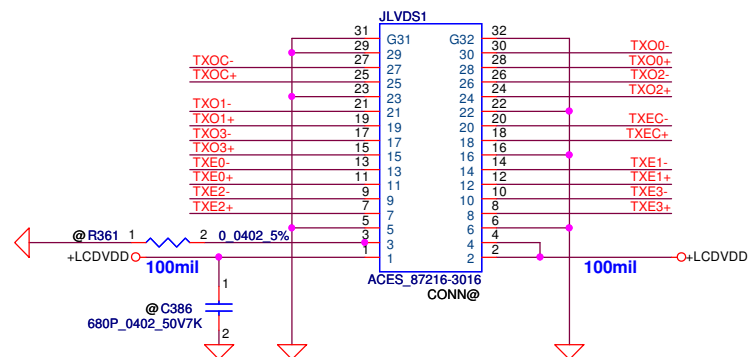 JLVDS1
31 G31 G32 32
29 29 30 30 TXO0-
TXOC- 27 27 28 28 TXO0+
TXOC+ 25 25 26 26 TXO2-
23 23 24 24 TXO2+
TXO1- 21 21 22 22
TXO1+ 19 19 20 20 TXEC-
TXO3- 17 17 18 18 TXEC+
TXO3+ 15 15 16 16
TXE0- 13 13 14 14 TXE1-
TXE0+ 11 11 12 12 TXE1+
TXE2- 9 9 10 10 TXE3-
TXE2+ 7 7 8 8 TXE3+
5 5 6 6
@R361 1 2 0_0402_5% 3 3 4 4
+LCDVDD 1 1 2 2 +LCDVDD
100mil 100mil
ACES_87216-3016
CONN@
1
@C386
680P_0402_50V7K
2